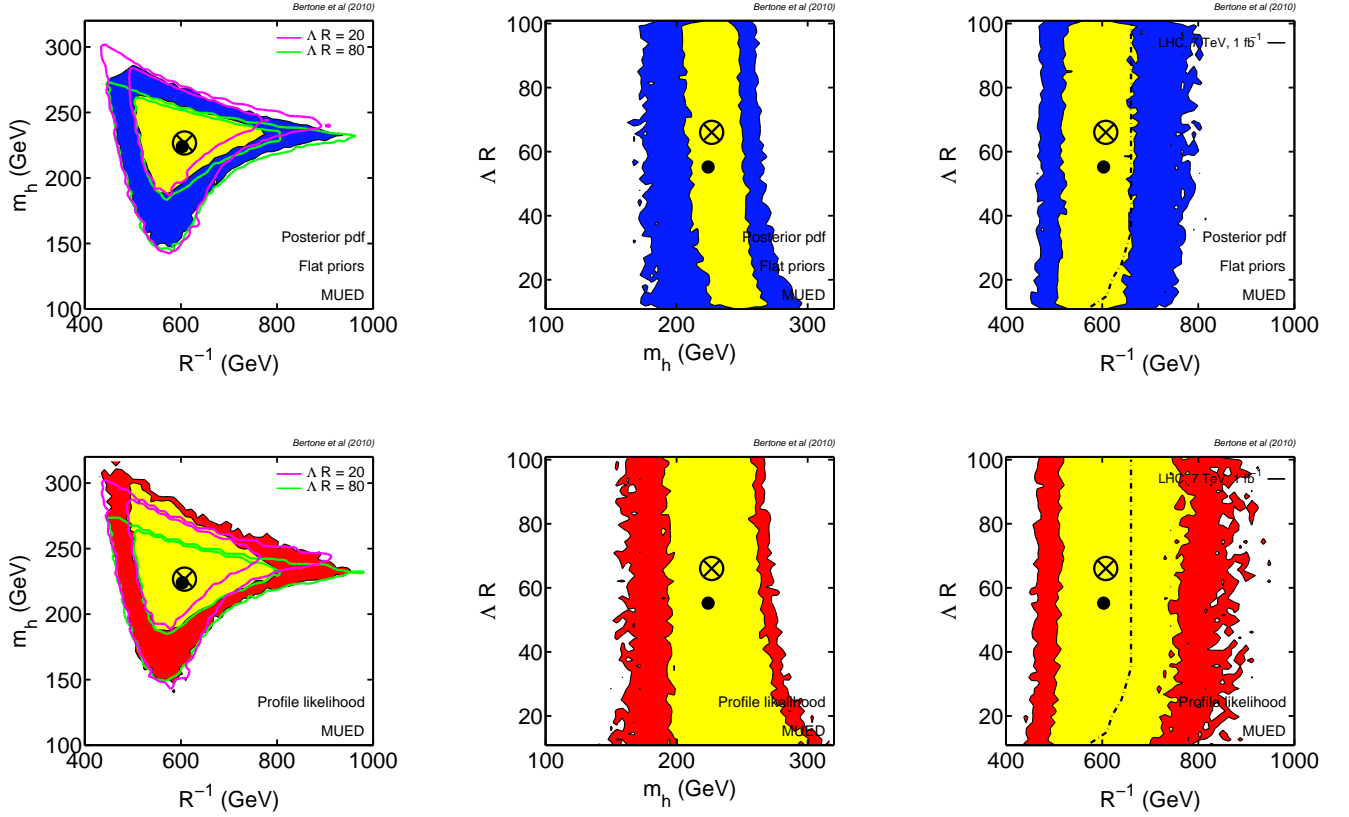 Bertone et al (2010)
300
250
200
150
100
400
600
800
1000
m_h (GeV)
R⁻¹ (GeV)
Λ R = 20
Λ R = 80
Posterior pdf
Flat priors
MUED
Bertone et al (2010)
100
80
60
40
20
100
200
300
Λ R
m_h (GeV)
Posterior pdf
Flat priors
MUED
Bertone et al (2010)
100
80
60
40
20
400
600
800
1000
Λ R
R⁻¹ (GeV)
LHC, 7 TeV, 1 fb⁻¹
Posterior pdf
Flat priors
MUED
Bertone et al (2010)
300
250
200
150
100
400
600
800
1000
m_h (GeV)
R⁻¹ (GeV)
Λ R = 20
Λ R = 80
Profile likelihood
MUED
Bertone et al (2010)
100
80
60
40
20
100
200
300
Λ R
m_h (GeV)
Profile likelihood
MUED
Bertone et al (2010)
100
80
60
40
20
400
600
800
1000
Λ R
R⁻¹ (GeV)
LHC, 7 TeV, 1 fb⁻¹
Profile likelihood
MUED